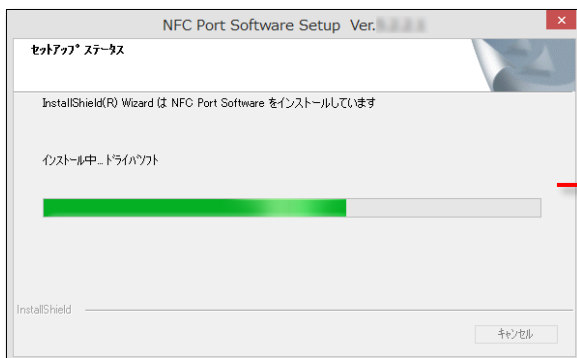 NFC Port Software Setup Ver.
セットアップ ステータス
InstallShield(R) Wizard は NFC Port Software をインストールしています
インストール中... ドライバソフト
InstallShield
キャンセル